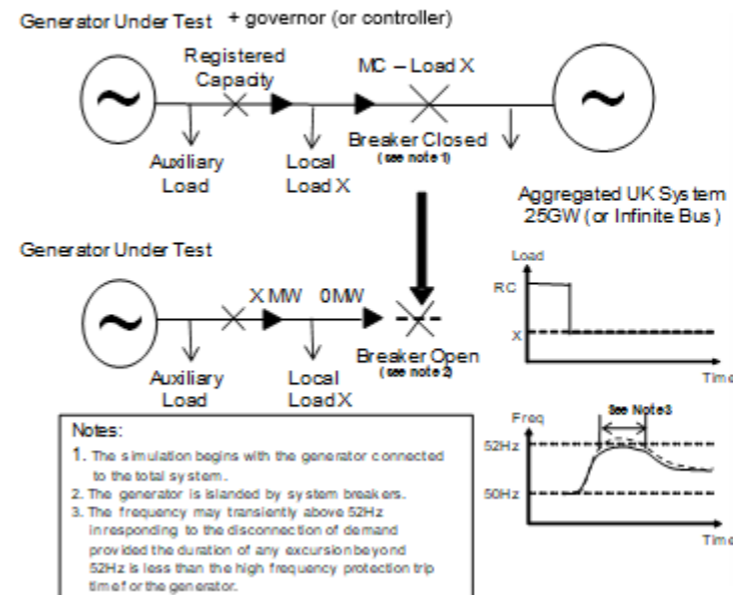 Generator Under Test + governor (or controller)
Registered
Capacity
MC – Load X
~
~
Auxiliary
Load
Local
Load X
Breaker Closed
(see note 1)
Aggregated UK System
25GW (or Infinite Bus)
Generator Under Test
~
X MW 0MW
Auxiliary
Load
Local
Load X
Breaker Open
(see note 2)
Load
RC
X
Time
Freq
See Note 3
52Hz
50Hz
Time
Notes:
1. The simulation begins with the generator connected
to the total system.
2. The generator is islanded by system breakers.
3. The frequency may transiently above 52Hz
in responding to the disconnection of demand
provided the duration of any excursion beyond
52Hz is less than the high frequency protection trip
time for the generator.